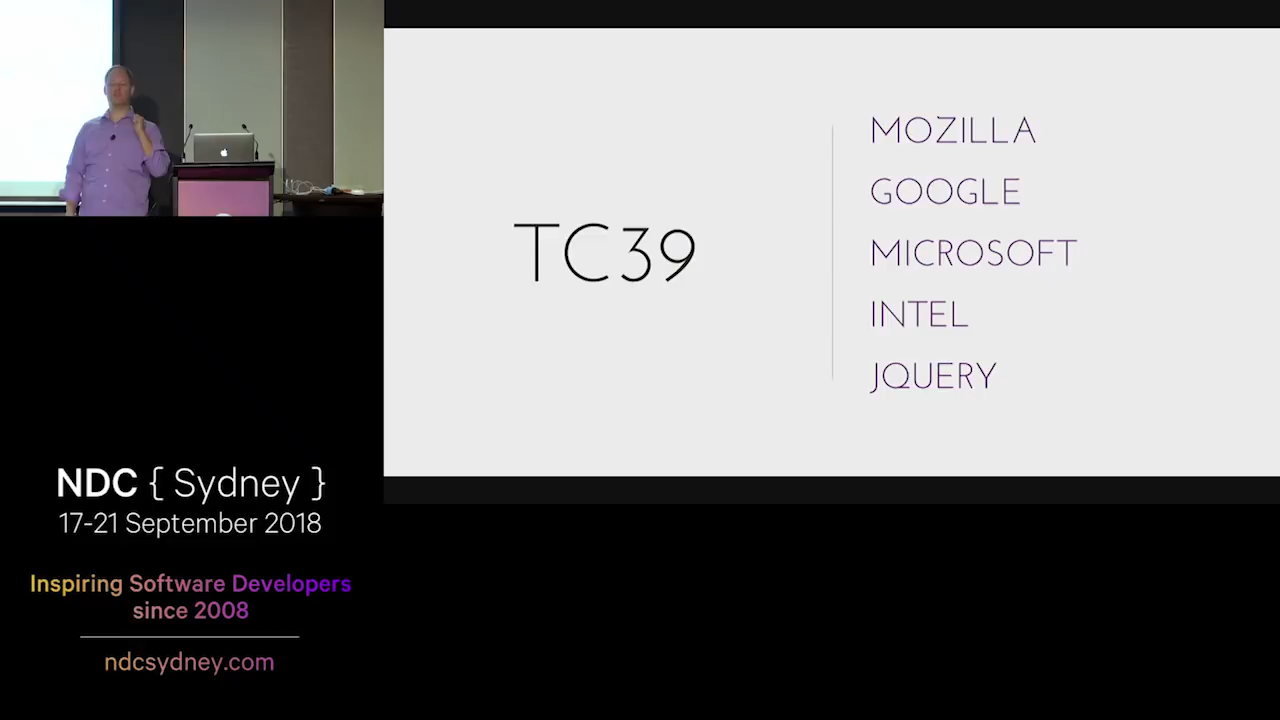 TC39
MOZILLA
GOOGLE
MICROSOFT
INTEL
JQUERY
NDC { Sydney }
17-21 September 2018
Inspiring Software Developers
since 2008
ndcsydney.com